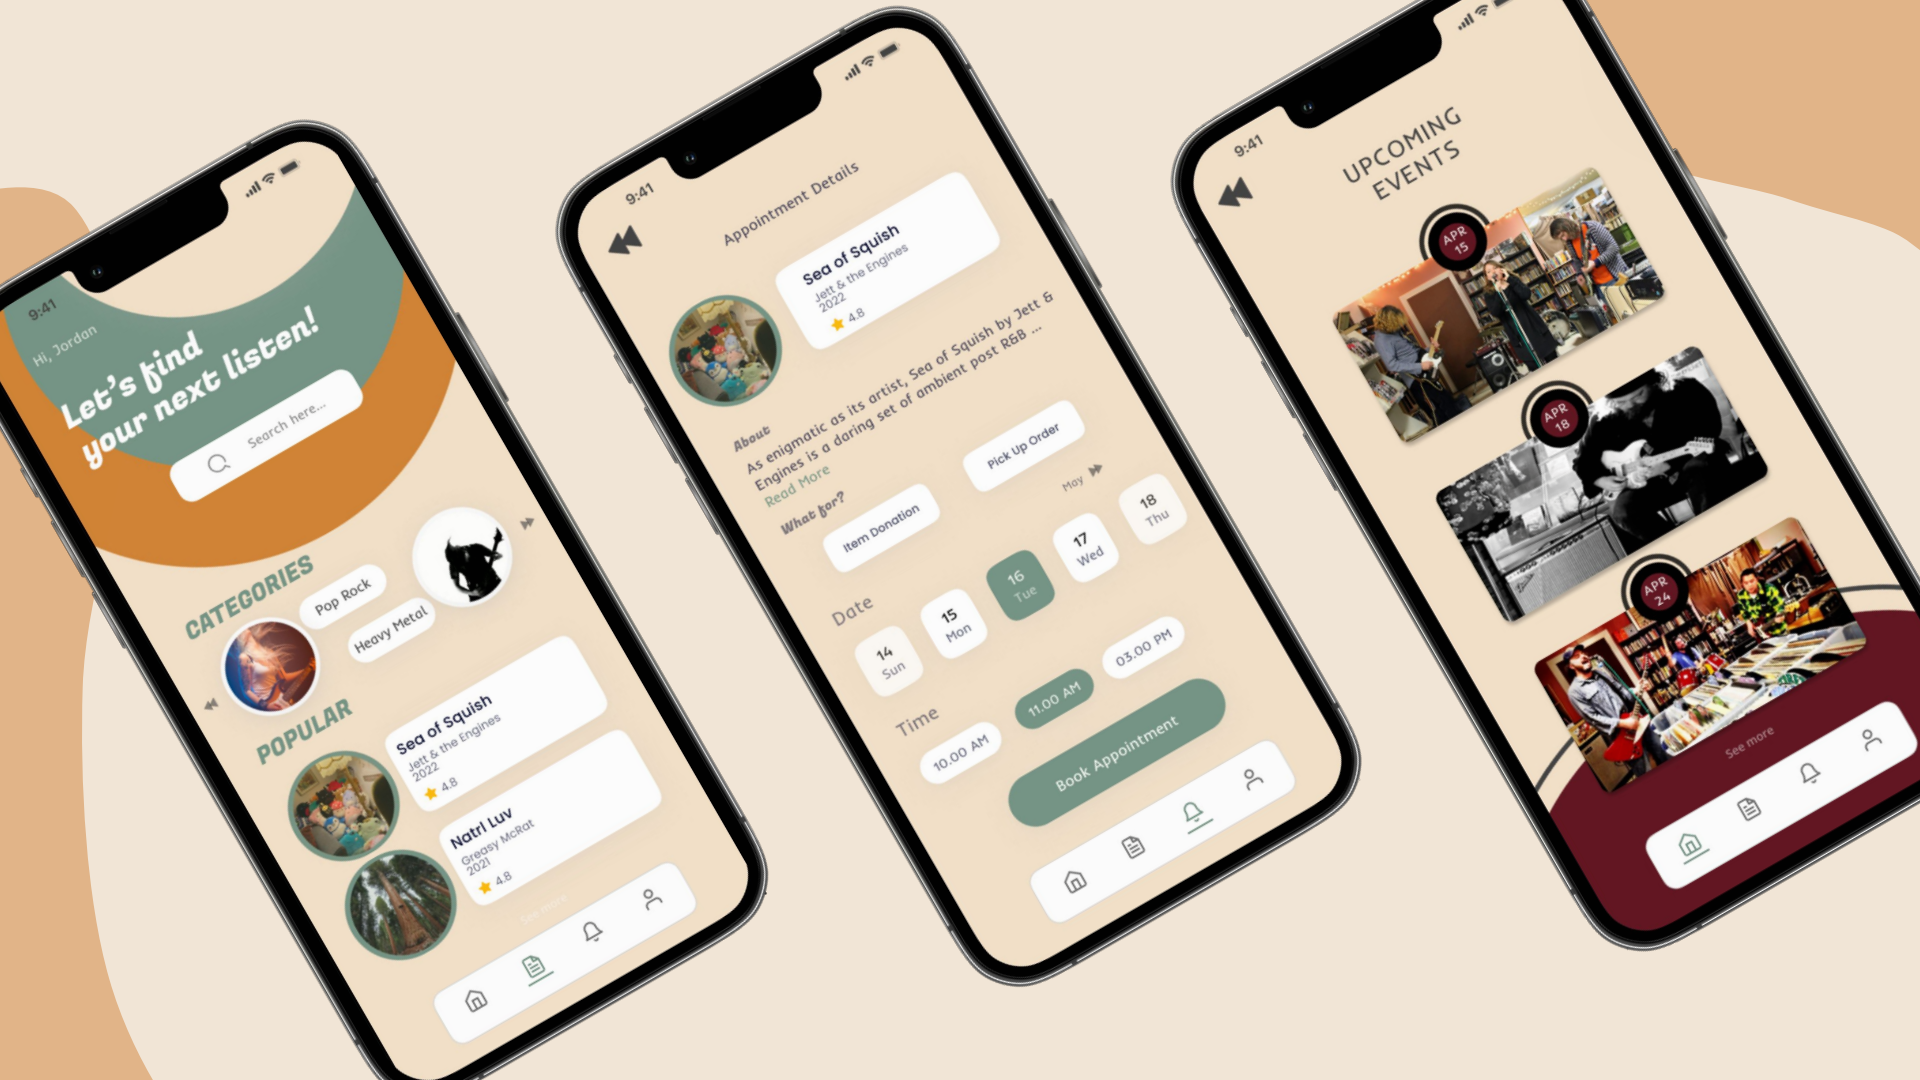 9:41
Hi, Jordan
Let's find
your next listen!
Search here...
CATEGORIES
Pop Rock
Heavy Metal
POPULAR
Sea of Squish
Jett & the Engines
2022
4.8
Natrl Luv
Greasy McRat
2021
4.8
See more
9:41
Appointment Details
Sea of Squish
Jett & the Engines
2022
4.8
About
As enigmatic as its artist, Sea of Squish by Jett &
Engines is a daring set of ambient post R&B ...
Read More
What for?
Item Donation
Pick Up Order
Date
May
14
Sun
15
Mon
16
Tue
17
Wed
18
Thu
Time
10.00 AM
11.00 AM
03.00 PM
Book Appointment
9:41
UPCOMING
EVENTS
APR
15
APR
18
APR
24
See more